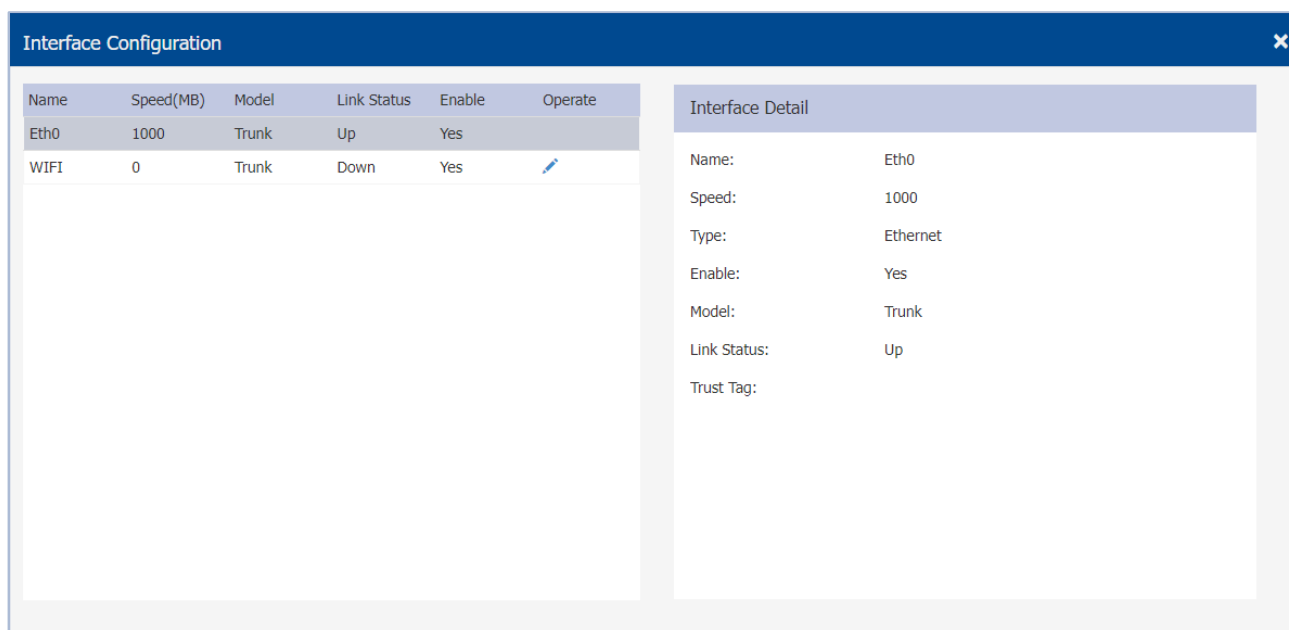 Interface Configuration
Name Speed(MB) Model Link Status Enable Operate
Eth0 1000 Trunk Up Yes
WIFI 0 Trunk Down Yes
Interface Detail
Name: Eth0
Speed: 1000
Type: Ethernet
Enable: Yes
Model: Trunk
Link Status: Up
Trust Tag: